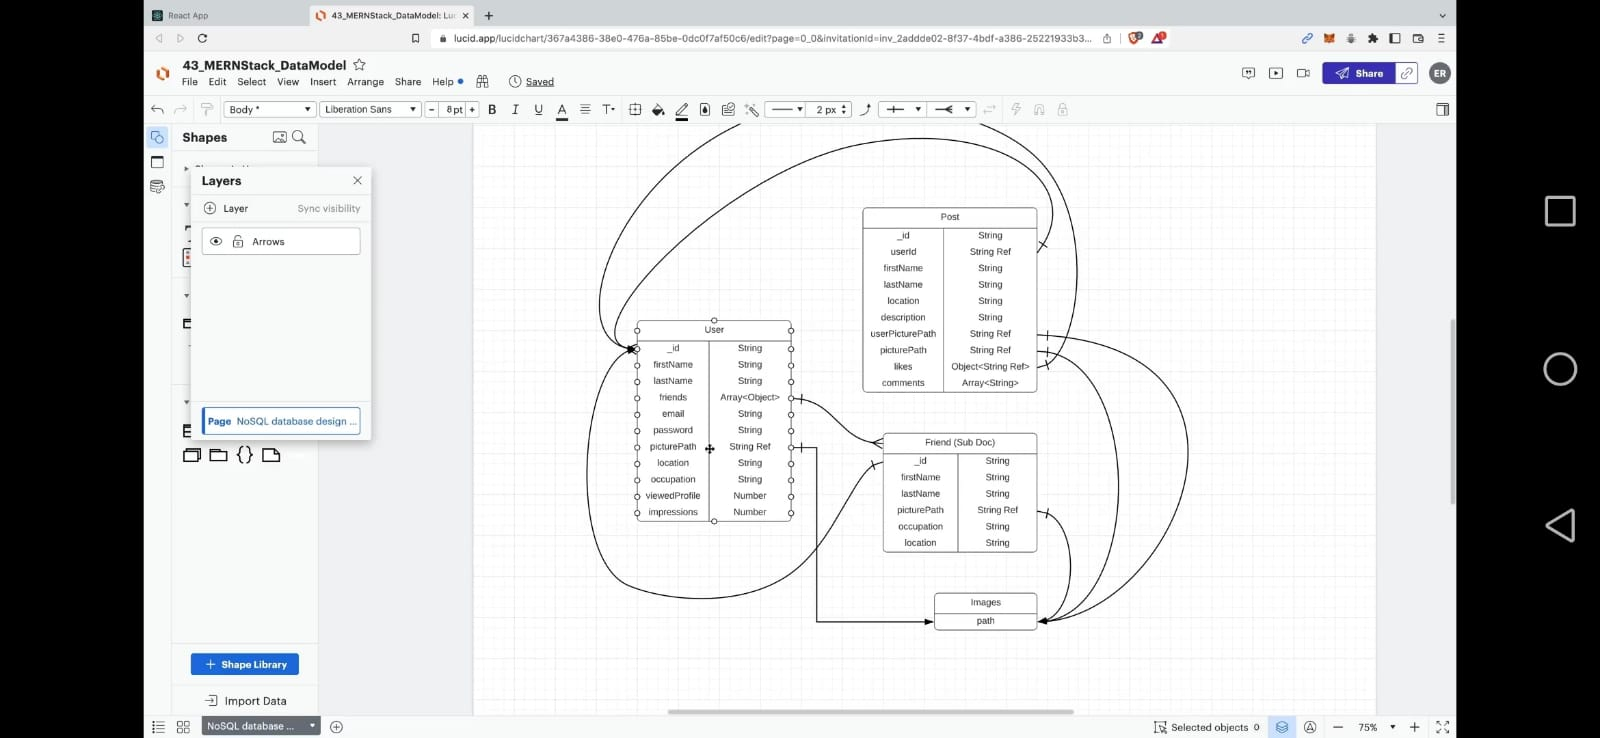 React App
43_MERNStack_DataModel: Luc
lucid.app/lucidchart/367a4386-38e0-476a-85be-0dc0f7af50c6/edit?page=0_0&invitationId=inv_2addde02-8f37-4bdf-a386-25221933b3...
43_MERNStack_DataModel
File Edit Select View Insert Arrange Share Help
Saved
Share
ER
Body *
Liberation Sans
- 8 pt +
B I U A T
2 px
Shapes
Layers
Layer
Sync visibility
Arrows
Page NoSQL database design ...
Post
_id String
userId String Ref
firstName String
lastName String
location String
description String
userPicturePath String Ref
picturePath String Ref
likes Object<String Ref>
comments Array<String>
User
_id String
firstName String
lastName String
friends Array<Object>
email String
password String
picturePath String Ref
location String
occupation String
viewedProfile Number
impressions Number
Friend (Sub Doc)
_id String
firstName String
lastName String
picturePath String Ref
occupation String
location String
Images
path
+ Shape Library
Import Data
NoSQL database ...
Selected objects 0
75%